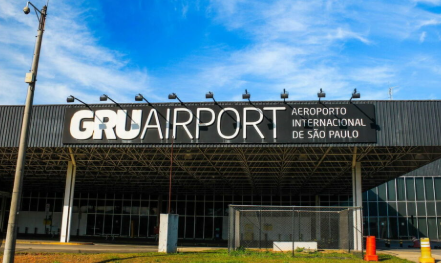 GRUAIRPORT
AEROPORTO
INTERNACIONAL
DE SÃO PAULO